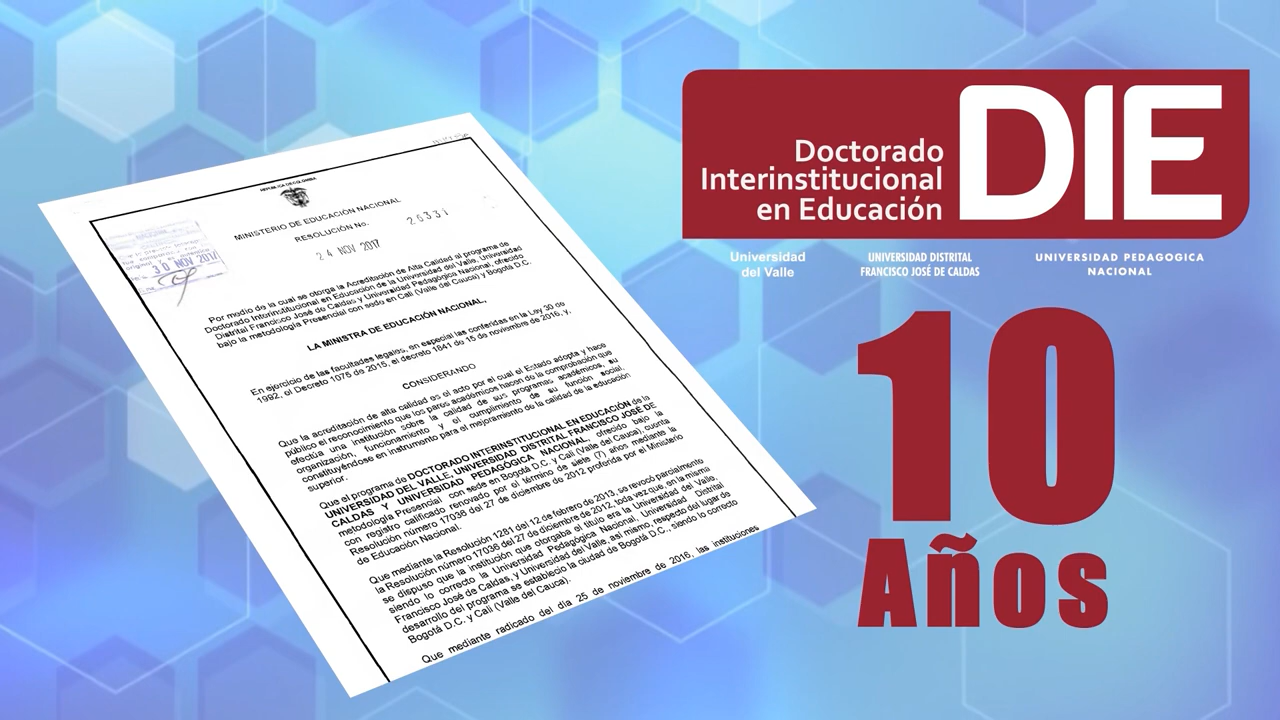 REPUBLICA DE COLOMBIA
MINISTERIO DE EDUCACIÓN NACIONAL
RESOLUCIÓN No.
24 NOV 2017
30 NOV 2017
Por medio de la cual se otorga la Acreditación de Alta Calidad al programa de
Doctorado Interinstitucional en Educación de la Universidad del Valle, Universidad
Distrital Francisco José de Caldas y Universidad Pedagógica Nacional, ofrecido
bajo la metodología Presencial con sede en Cali (Valle del Cauca) y Bogotá D.C.
LA MINISTRA DE EDUCACIÓN NACIONAL,
En ejercicio de las facultades legales, en especial las conferidas en la Ley 30 de
1992, el Decreto 1075 de 2015, el decreto 1841 de 15 de noviembre de 2016, y,
CONSIDERANDO
Que la acreditación de alta calidad es el acto por el cual el Estado adopta y hace
público el reconocimiento que los pares académicos hacen de la comprobación que
efectúa una institución sobre la calidad de sus programas académicos, su
organización, funcionamiento y el cumplimiento de su función social,
constituyéndose en instrumento para el mejoramiento de la calidad de la educación
superior.
Que el programa de DOCTORADO INTERINSTITUCIONAL EN EDUCACIÓN de la
UNIVERSIDAD DEL VALLE, UNIVERSIDAD DISTRITAL FRANCISCO JOSÉ DE
CALDAS Y UNIVERSIDAD PEDAGÓGICA NACIONAL, ofrecido bajo la
metodología Presencial con sede en Bogotá D.C. y Cali (Valle del Cauca), cuenta
con registro calificado renovado por el término de siete (7) años mediante la
Resolución número 17036 del 27 de diciembre de 2012 proferida por el Ministerio
de Educación Nacional.
Que mediante la Resolución 1281 del 12 de febrero de 2013, se revocó parcialmente
la Resolución número 17036 del 27 de diciembre de 2012, toda vez que, en la misma
se dispuso que la institución que otorgaba el título era la Universidad del Valle,
siendo lo correcto la Universidad Pedagógica Nacional, Universidad Distrital
Francisco José de Caldas, y Universidad del Valle, así mismo, respecto del lugar de
desarrollo del programa se estableció la ciudad de Bogotá D.C., siendo lo correcto
Bogotá D.C. y Cali (Valle del Cauca).
Que mediante radicado del día 25 de noviembre de 2016, las instituciones
Doctorado
Interinstitucional
en Educación
DIE
Universidad
del Valle
UNIVERSIDAD DISTRITAL
FRANCISCO JOSÉ DE CALDAS
UNIVERSIDAD PEDAGOGICA
NACIONAL
10
Años